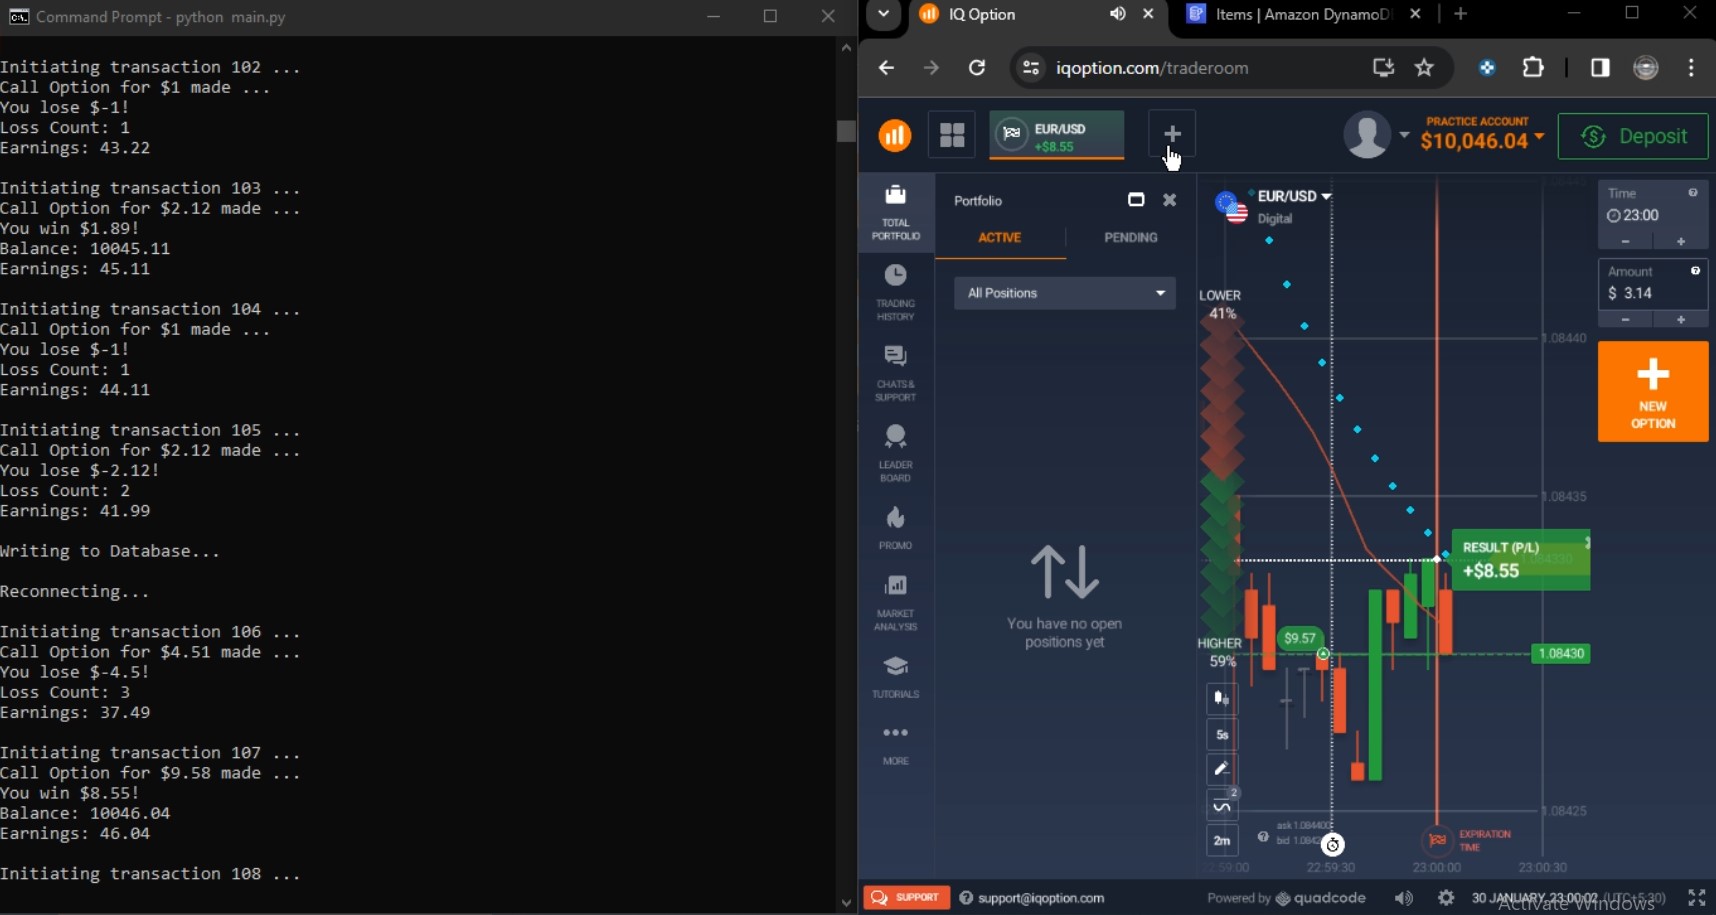 Command Prompt - python  main.py
Initiating transaction 102 ...
Call Option for $1 made ...
You lose $-1!
Loss Count: 1
Earnings: 43.22
Initiating transaction 103 ...
Call Option for $2.12 made ...
You win $1.89!
Balance: 10045.11
Earnings: 45.11
Initiating transaction 104 ...
Call Option for $1 made ...
You lose $-1!
Loss Count: 1
Earnings: 44.11
Initiating transaction 105 ...
Call Option for $2.12 made ...
You lose $-2.12!
Loss Count: 2
Earnings: 41.99
Writing to Database...
Reconnecting...
Initiating transaction 106 ...
Call Option for $4.51 made ...
You lose $-4.5!
Loss Count: 3
Earnings: 37.49
Initiating transaction 107 ...
Call Option for $9.58 made ...
You win $8.55!
Balance: 10046.04
Earnings: 46.04
Initiating transaction 108 ...
IQ Option
Items | Amazon DynamoD
iqoption.com/traderoom
EUR/USD
+$8.55
PRACTICE ACCOUNT
$10,046.04
Deposit
TOTAL
PORTFOLIO
TRADING
HISTORY
CHATS &
SUPPORT
LEADER
BOARD
PROMO
MARKET
ANALYSIS
TUTORIALS
MORE
Portfolio
ACTIVE
PENDING
All Positions
You have no open
positions yet
EUR/USD
Digital
LOWER
41%
HIGHER
59%
$9.57
5s
2
2m
1.08440
1.08435
RESULT (P/L)
+$8.55
1.08430
1.08425
ask 1.084400
bid
EXPIRATION
TIME
22:59:00
22:59:30
23:00:00
23:00:30
Time
23:00
- +
Amount
$ 3.14
- +
NEW
OPTION
SUPPORT
support@iqoption.com
Powered by quadcode
30 JANUARY, 23:00:02 (UTC+5:30)
Activate Windows